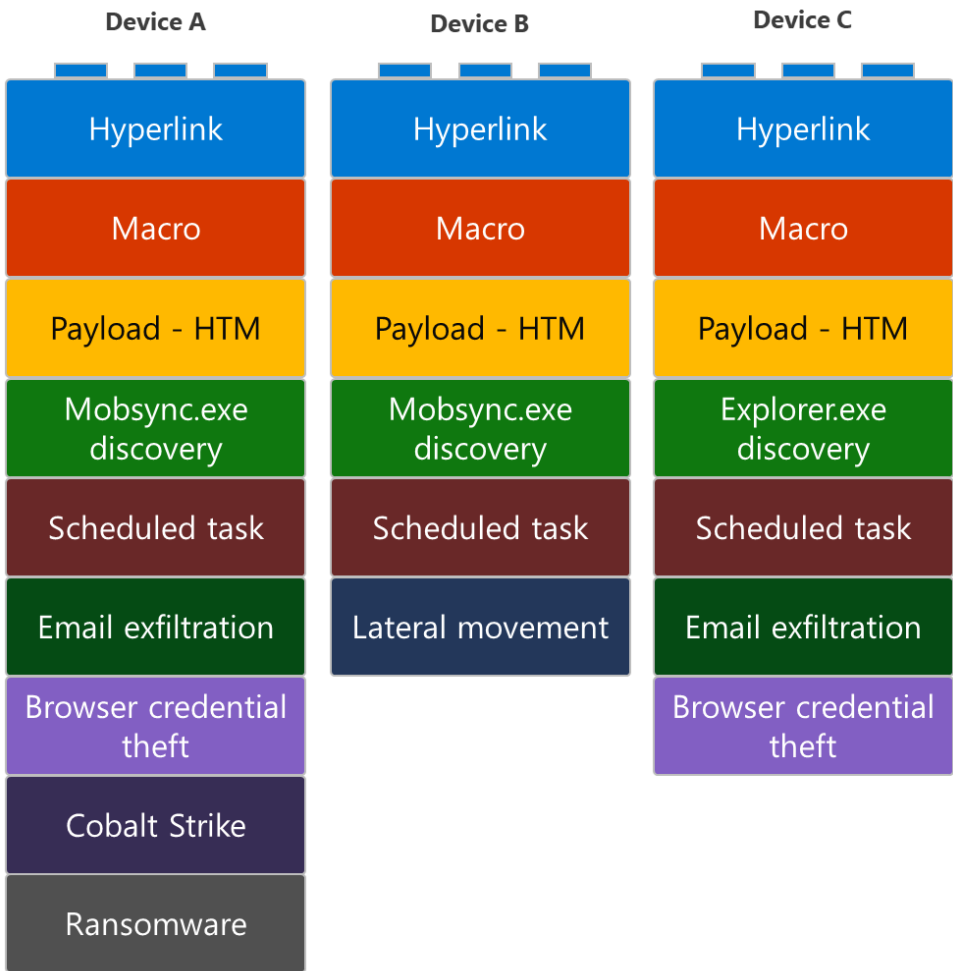 Device A
Hyperlink
Macro
Payload - HTM
Mobsync.exe
discovery
Scheduled task
Email exfiltration
Browser credential
theft
Cobalt Strike
Ransomware
Device B
Hyperlink
Macro
Payload - HTM
Mobsync.exe
discovery
Scheduled task
Lateral movement
Device C
Hyperlink
Macro
Payload - HTM
Explorer.exe
discovery
Scheduled task
Email exfiltration
Browser credential
theft